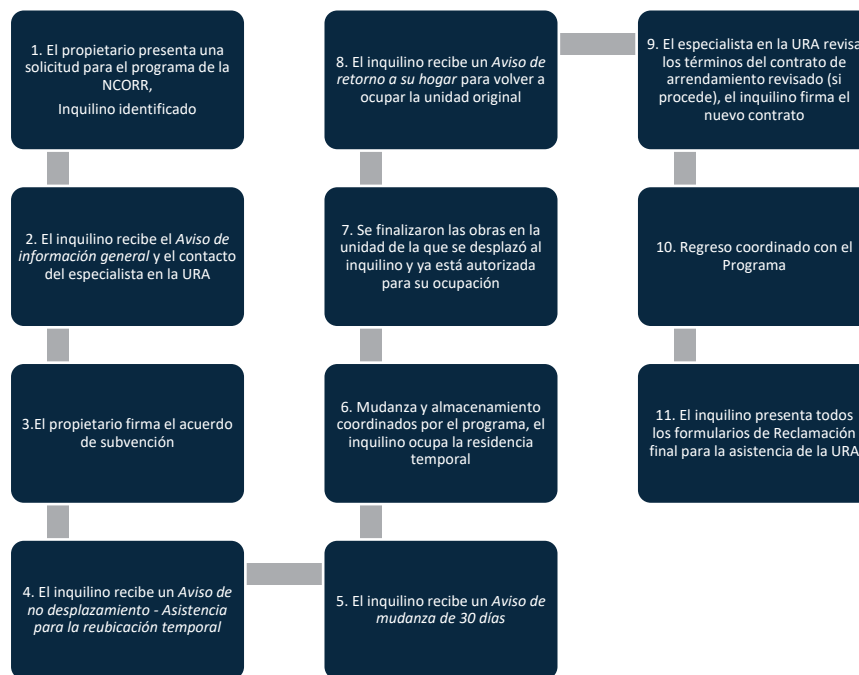 1. El propietario presenta una
solicitud para el programa de la
NCORR,
Inquilino identificado
2. El inquilino recibe el Aviso de
información general y el contacto
del especialista en la URA
3.El propietario firma el acuerdo
de subvención
4. El inquilino recibe un Aviso de
no desplazamiento - Asistencia
para la reubicación temporal
5. El inquilino recibe un Aviso de
mudanza de 30 días
6. Mudanza y almacenamiento
coordinados por el programa, el
inquilino ocupa la residencia
temporal
7. Se finalizaron las obras en la
unidad de la que se desplazó al
inquilino y ya está autorizada
para su ocupación
8. El inquilino recibe un Aviso de
retorno a su hogar para volver a
ocupar la unidad original
9. El especialista en la URA revisa
los términos del contrato de
arrendamiento revisado (si
procede), el inquilino firma el
nuevo contrato
10. Regreso coordinado con el
Programa
11. El inquilino presenta todos
los formularios de Reclamación
final para la asistencia de la URA